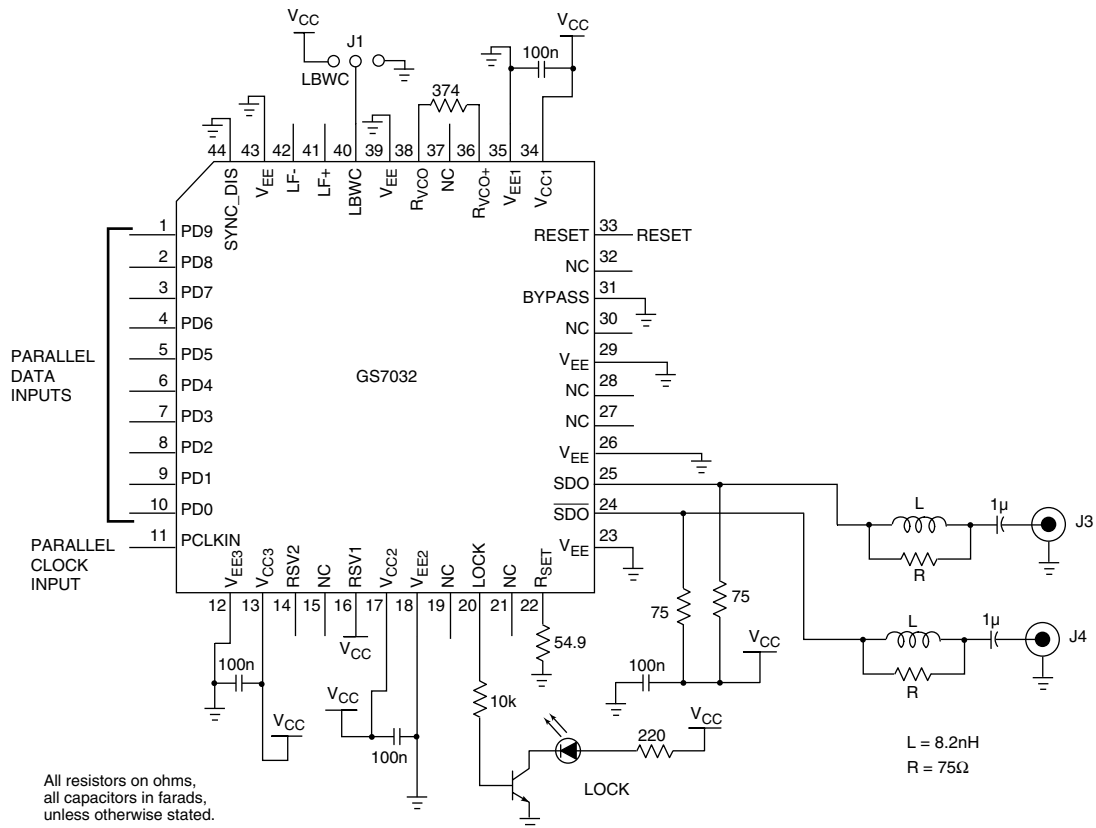 VCC
J1
LBWC
VCC
100n
374
44 43 42 41 40 39 38 37 36 35 34
SYNC_DIS
VEE
LF-
LF+
LBWC
VEE
RVCO
NC
RVCO+
VEE1
VCC1
1 PD9
2 PD8
3 PD7
4 PD6
5 PD5
6 PD4
7 PD3
8 PD2
9 PD1
10 PD0
11 PCLKIN
PARALLEL
DATA
INPUTS
PARALLEL
CLOCK
INPUT
GS7032
RESET 33 RESET
NC 32
BYPASS 31
NC 30
VEE 29
NC 28
NC 27
VEE 26
SDO 25
SDO 24
VEE 23
VEE3
VCC3
RSV2
NC
RSV1
VCC2
VEE2
NC
LOCK
NC
RSET
12 13 14 15 16 17 18 19 20 21 22
100n
VCC
VCC
VCC
100n
10k
54.9
75
75
100n
VCC
VCC
220
LOCK
L
R
1µ
J3
L
R
1µ
J4
L = 8.2nH
R = 75Ω
All resistors on ohms,
all capacitors in farads,
unless otherwise stated.